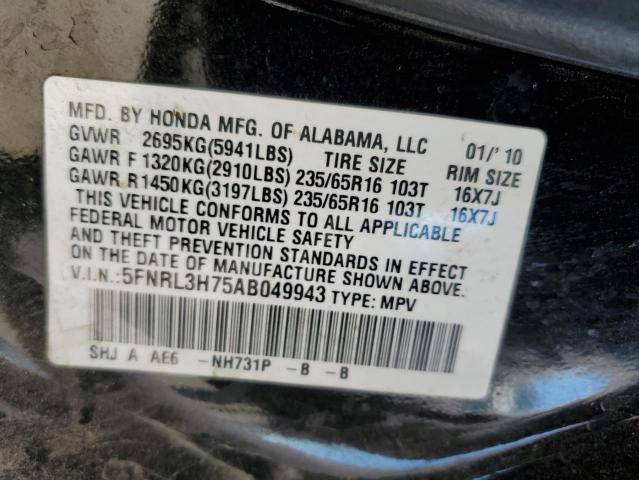 MFD. BY HONDA MFG. OF ALABAMA, LLC 01/'10
GVWR 2695KG(5941LBS) TIRE SIZE RIM SIZE
GAWR F 1320KG(2910LBS) 235/65R16 103T 16X7J
GAWR R1450KG(3197LBS) 235/65R16 103T 16X7J
THIS VEHICLE CONFORMS TO ALL APPLICABLE
FEDERAL MOTOR VEHICLE SAFETY
AND THEFT PREVENTION STANDARDS IN EFFECT
ON THE DATE OF MANUFACTURE SHOWN ABOVE.
V.I.N.:5FNRL3H75AB049943 TYPE: MPV
SHJ A AE6 -NH731P -B -B